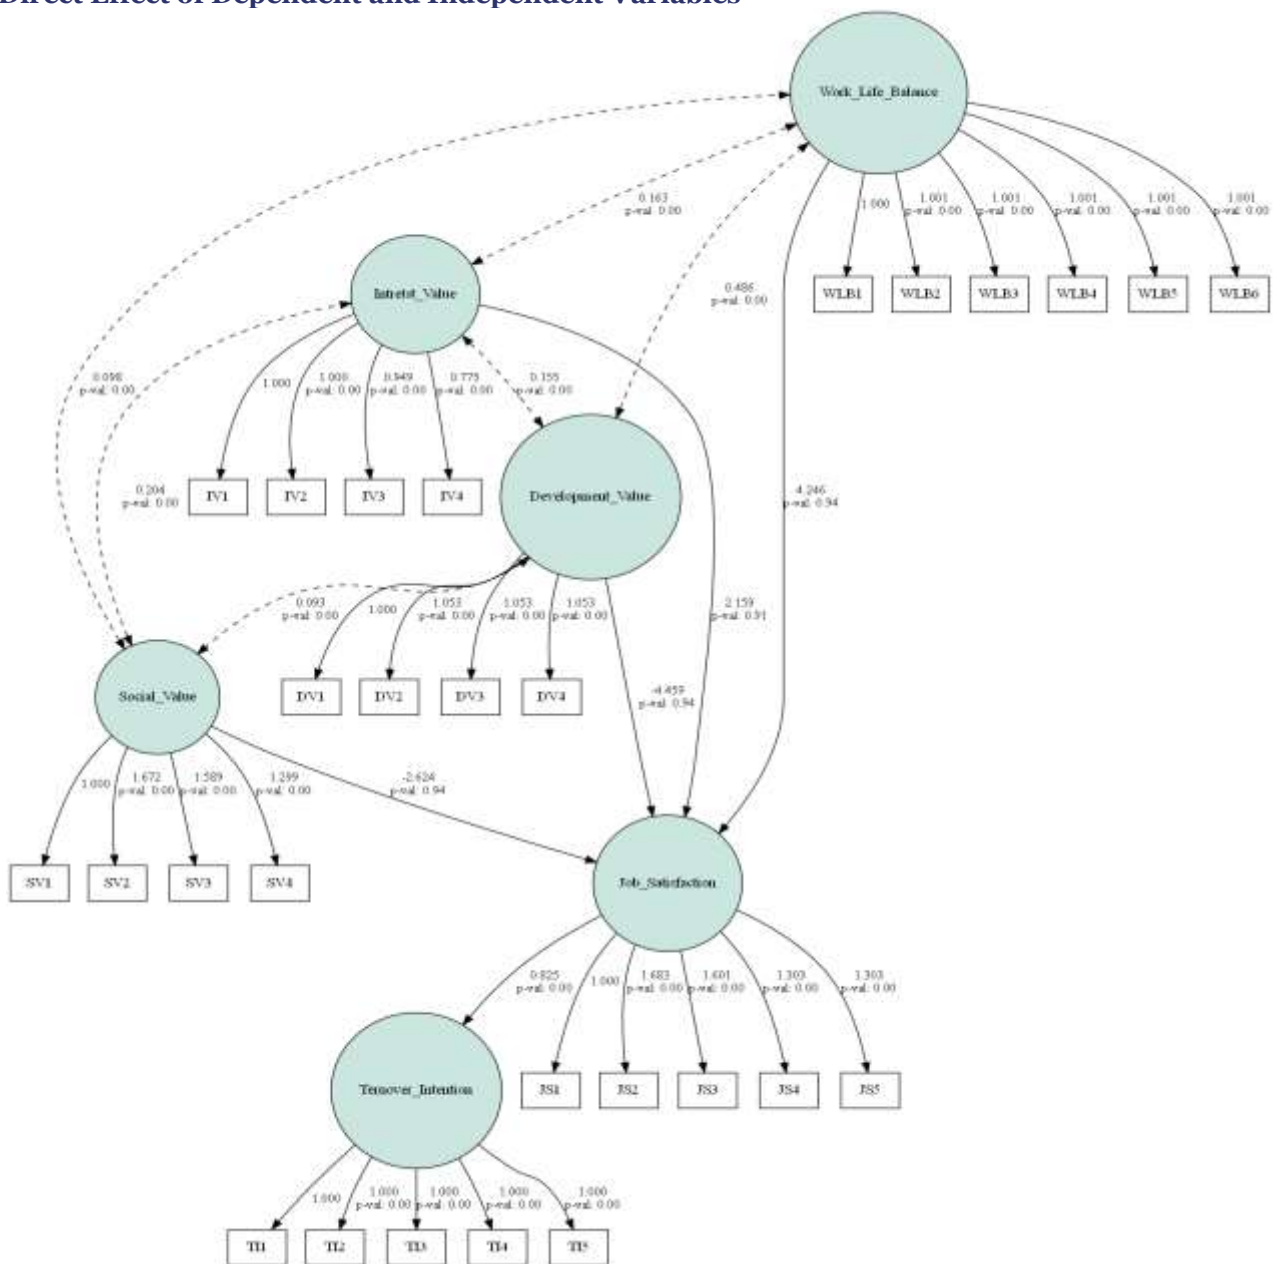 Direct Effect of Dependent and Independent Variables
Work_Life_Balance
0.163
p-val: 0.00
1.000
1.001
p-val: 0.00
1.001
p-val: 0.00
1.001
p-val: 0.00
1.001
p-val: 0.00
1.001
p-val: 0.00
Intretst_Value
0.486
p-val: 0.00
WLB1
WLB2
WLB3
WLB4
WLB5
WLB6
0.098
p-val: 0.00
1.000
1.000
p-val: 0.00
0.949
p-val: 0.00
0.775
p-val: 0.00
0.155
p-val: 0.00
0.204
p-val: 0.00
IV1
IV2
IV3
IV4
Development_Value
4.246
p-val: 0.94
0.093
p-val: 0.00
1.000
1.053
p-val: 0.00
1.053
p-val: 0.00
1.053
p-val: 0.00
2.159
p-val: 0.91
Social_Value
DV1
DV2
DV3
DV4
-4.459
p-val: 0.94
1.000
1.672
p-val: 0.00
1.589
p-val: 0.00
1.299
p-val: 0.00
-2.624
p-val: 0.94
SV1
SV2
SV3
SV4
Job_Satisfaction
0.825
p-val: 0.00
1.000
1.683
p-val: 0.00
1.601
p-val: 0.00
1.303
p-val: 0.00
1.303
p-val: 0.00
Ternover_Intention
JS1
JS2
JS3
JS4
JS5
1.000
1.000
p-val: 0.00
1.000
p-val: 0.00
1.000
p-val: 0.00
1.000
p-val: 0.00
TI1
TI2
TI3
TI4
TI5